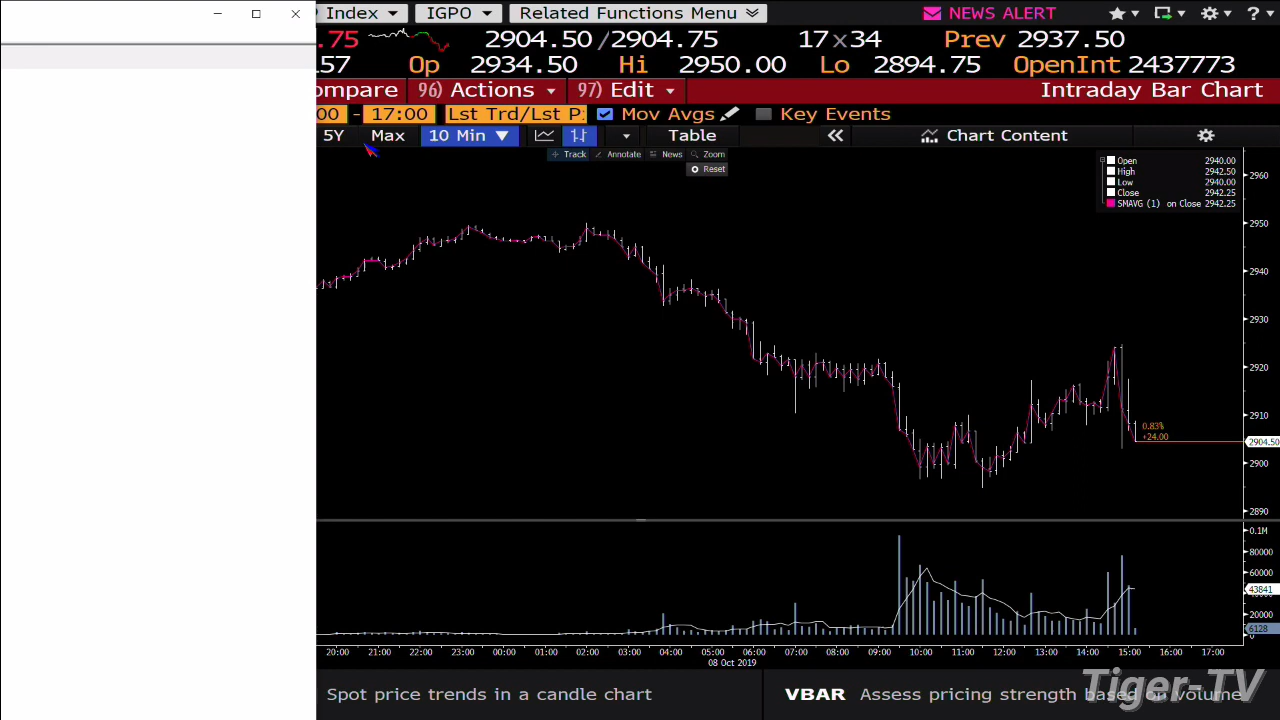 Index IGPO Related Functions Menu NEWS ALERT ?
.75 2904.50/2904.75 17x34 Prev 2937.50
157 Op 2934.50 Hi 2950.00 Lo 2894.75 OpenInt 2437773
ompare 96) Actions 97) Edit Intraday Bar Chart
00 - 17:00 Lst Trd/Lst P Mov Avgs Key Events
5Y Max 10 Min ▼ Table « Chart Content
Track Annotate News Zoom
Reset
Open 2940.00
High 2942.50
Low 2940.00
Close 2942.25
SMAVG (1) on Close 2942.25
2960
2950
2940
2930
2920
2910
0.83%
+24.00
2904.50
2900
2890
0.1M
80000
60000
43841
20000
6128
0
20:00 21:00 22:00 23:00 00:00 01:00 02:00 03:00 04:00 05:00 06:00 07:00 08:00 09:00 10:00 11:00 12:00 13:00 14:00 15:00 16:00 17:00
08 Oct 2019
Spot price trends in a candle chart VBAR Assess pricing strength based on volume
Tiger-TV